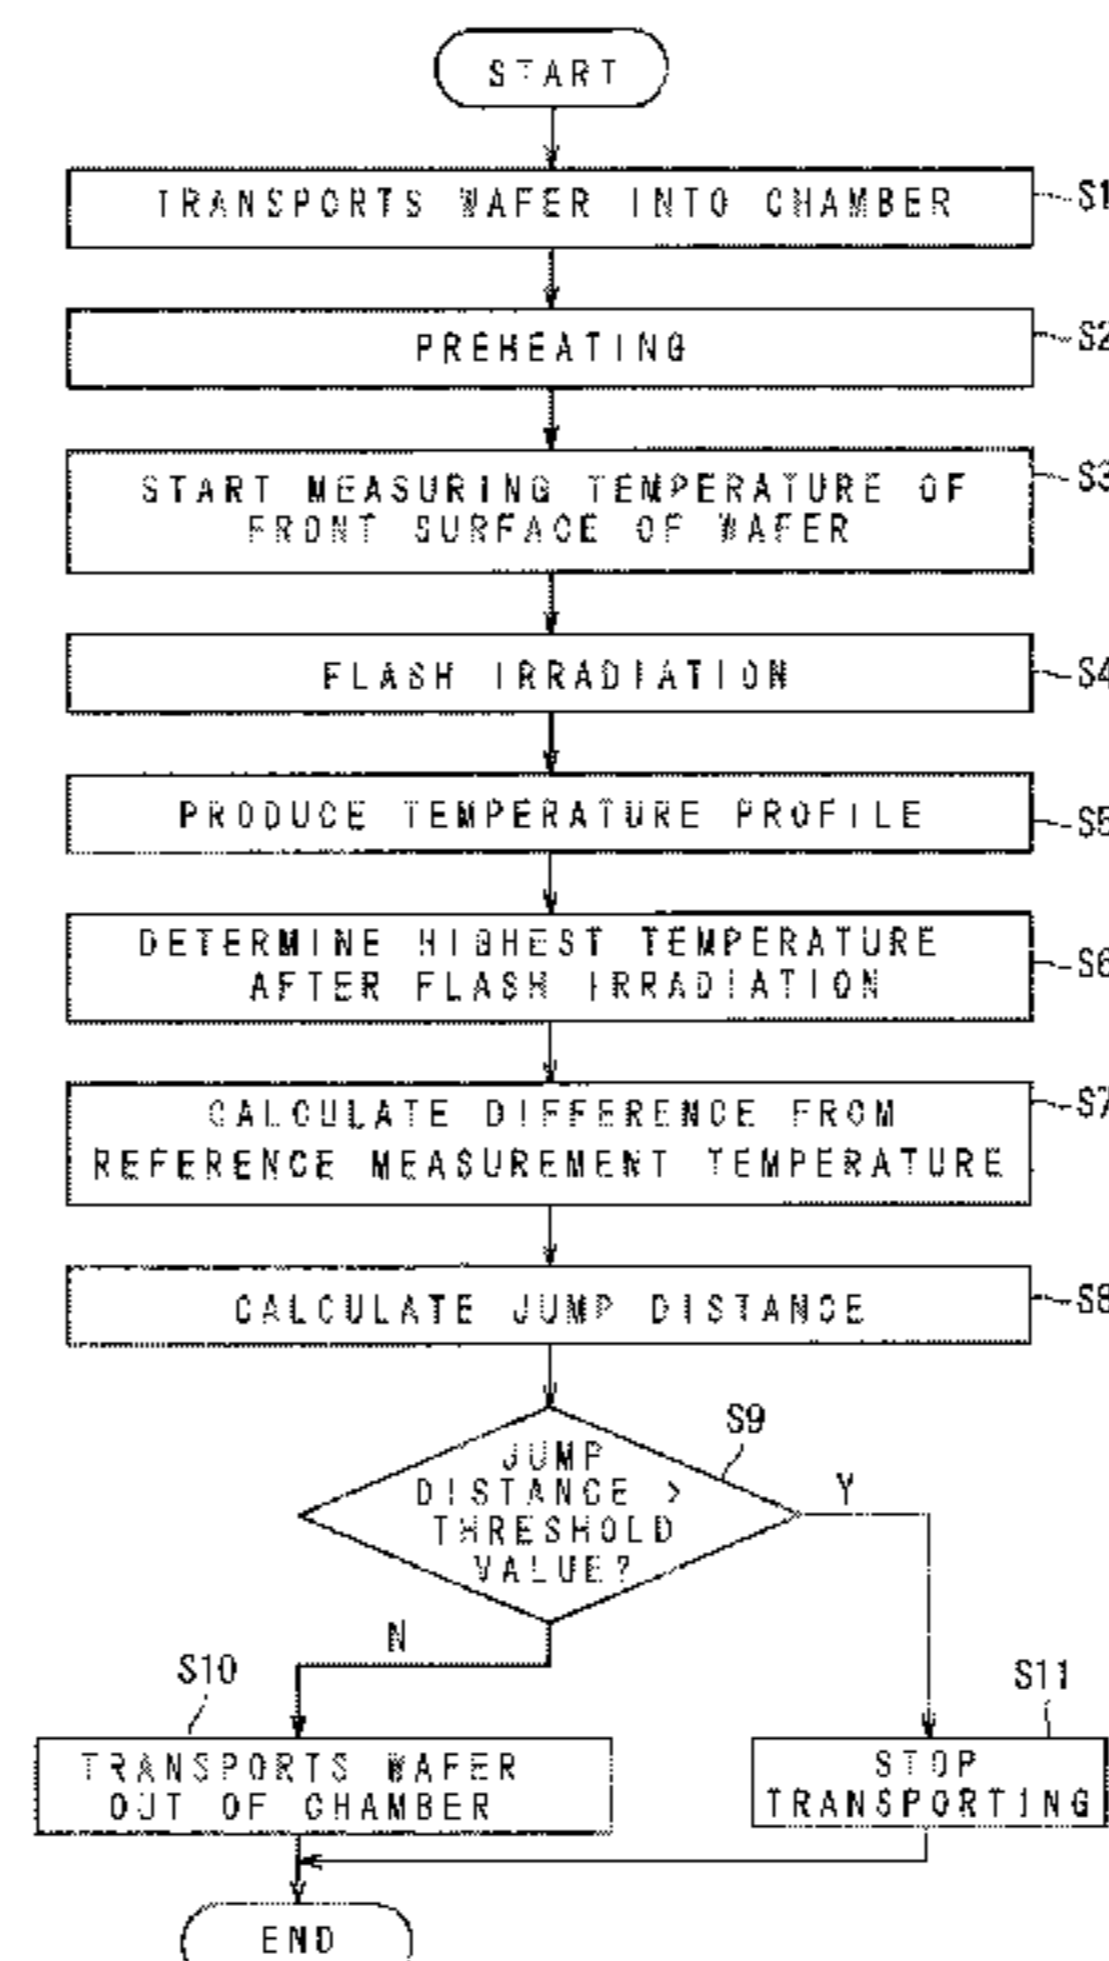 START
TRANSPORTS WAFER INTO CHAMBER
S1
PREHEATING
S2
START MEASURING TEMPERATURE OF
FRONT SURFACE OF WAFER
S3
FLASH IRRADIATION
S4
PRODUCE TEMPERATURE PROFILE
S5
DETERMINE HIGHEST TEMPERATURE
AFTER FLASH IRRADIATION
S6
CALCULATE DIFFERENCE FROM
REFERENCE MEASUREMENT TEMPERATURE
S7
CALCULATE JUMP DISTANCE
S8
S9
JUMP
DISTANCE >
THRESHOLD
VALUE?
Y
N
S10
TRANSPORTS WAFER
OUT OF CHAMBER
S11
STOP
TRANSPORTING
END